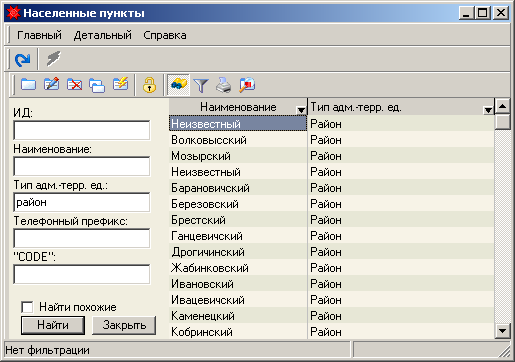 Населенные пункты
Главный Детальный Справка
ИД:
Наименование:
Тип адм.-терр. ед.:
район
Телефонный префикс:
"CODE":
Найти похожие
Найти Закрыть
Наименование Тип адм.-терр. ед.
Неизвестный Район
Волковысский Район
Мозырский Район
Неизвестный Район
Барановичский Район
Березовский Район
Брестский Район
Ганцевичский Район
Дрогичинский Район
Жабинковский Район
Ивановский Район
Ивацевичский Район
Каменецкий Район
Кобринский Район
Нет фильтрации